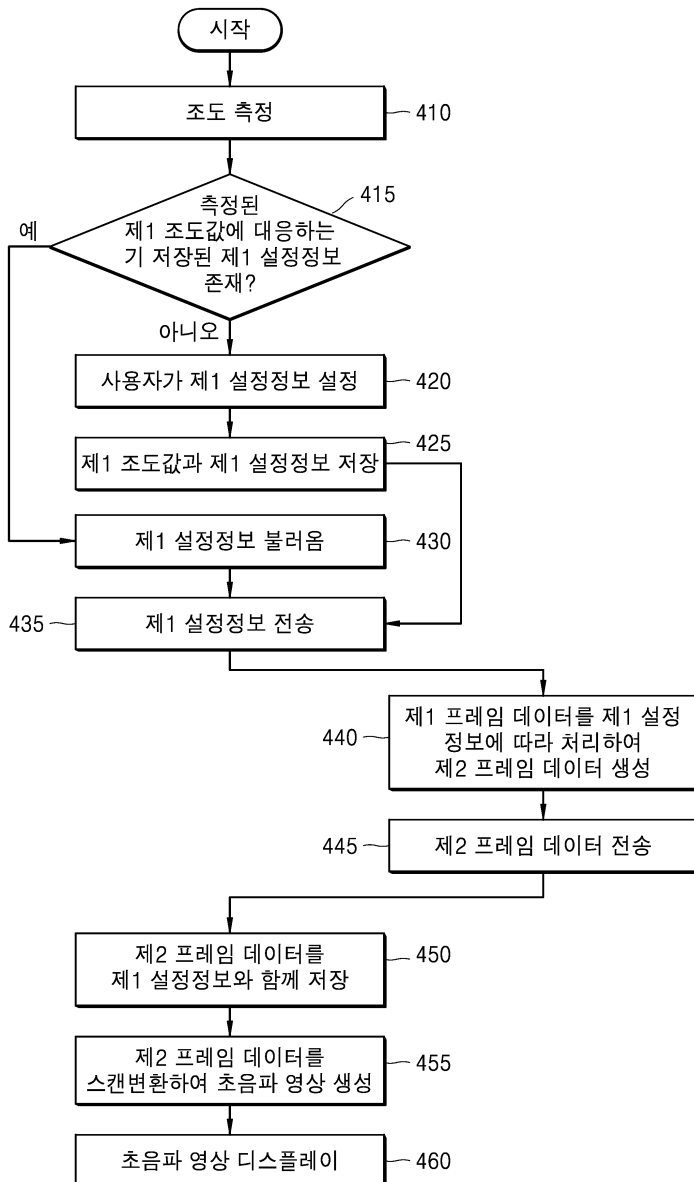 시작
조도 측정
410
측정된
제1 조도값에 대응하는
기 저장된 제1 설정정보
존재?
415
예
아니오
사용자가 제1 설정정보 설정
420
제1 조도값과 제1 설정정보 저장
425
제1 설정정보 불러옴
430
435
제1 설정정보 전송
440
제1 프레임 데이터를 제1 설정
정보에 따라 처리하여
제2 프레임 데이터 생성
445
제2 프레임 데이터 전송
제2 프레임 데이터를
제1 설정정보와 함께 저장
450
제2 프레임 데이터를
스캔변환하여 초음파 영상 생성
455
초음파 영상 디스플레이
460